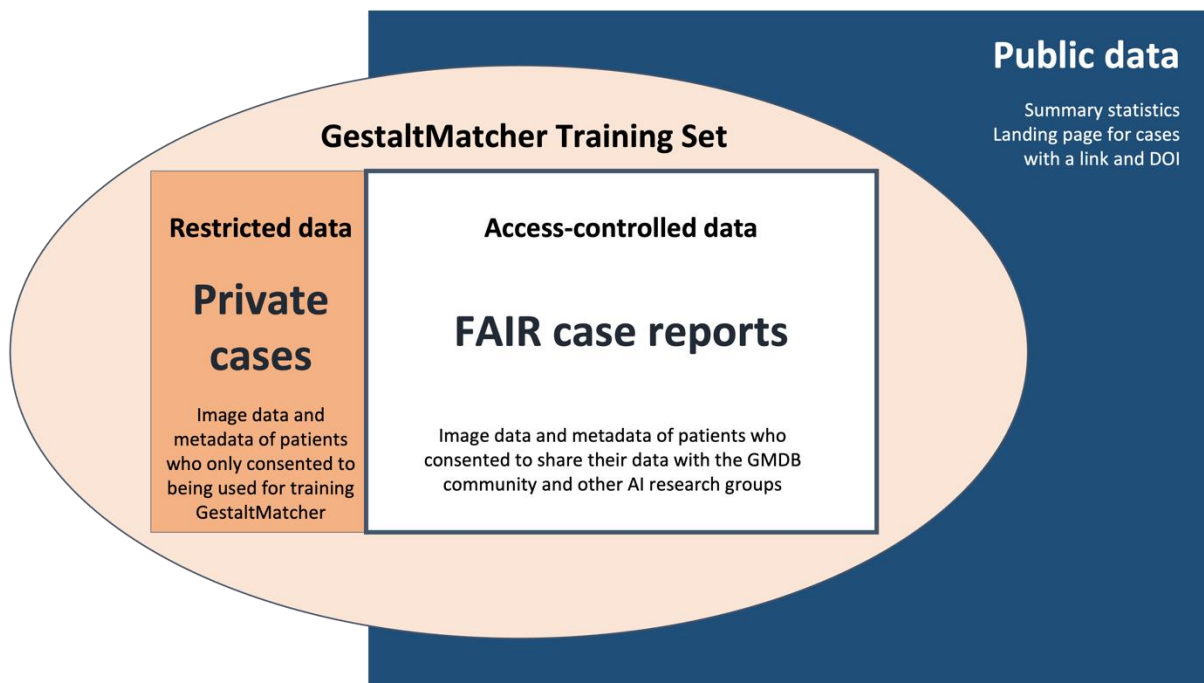 Public data
Summary statistics
Landing page for cases
with a link and DOI
GestaltMatcher Training Set
Restricted data
Private
cases
Image data and
metadata of patients
who only consented to
being used for training
GestaltMatcher
Access-controlled data
FAIR case reports
Image data and metadata of patients who
consented to share their data with the GMDB
community and other AI research groups